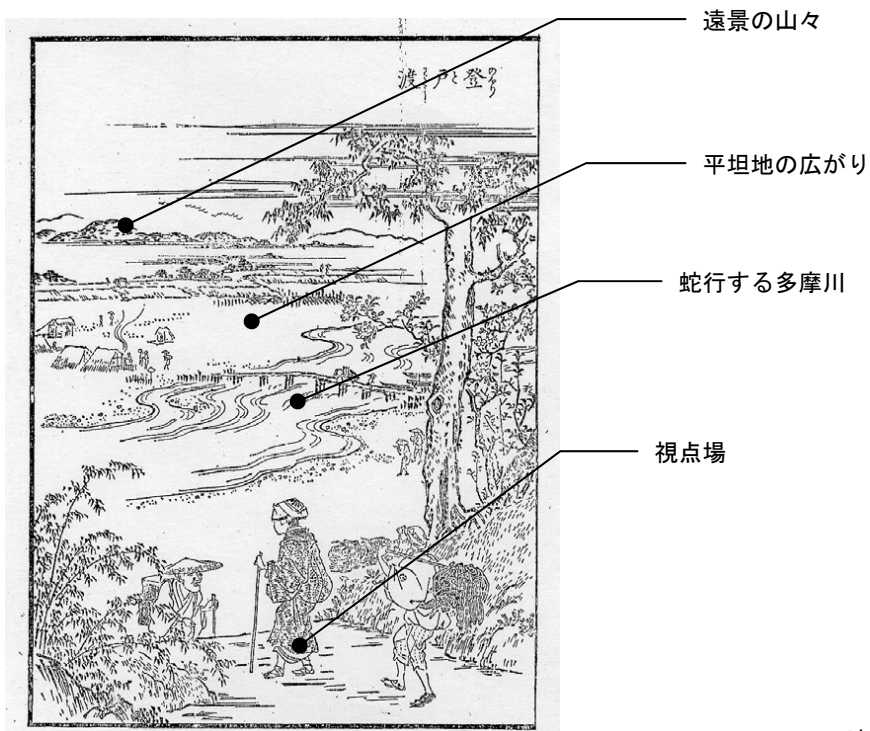 登戸渡
遠景の山々
平坦地の広がり
蛇行する多摩川
視点場